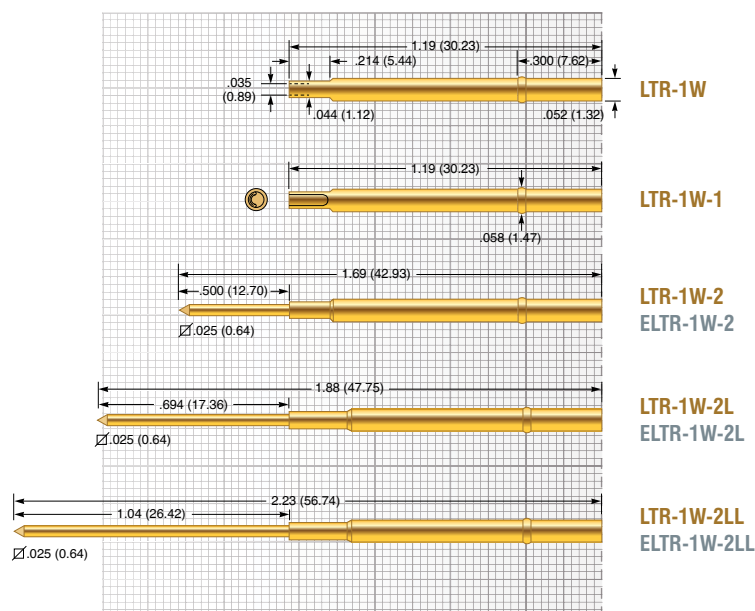 1.19 (30.23)
.214 (5.44)
.300 (7.62)
.035
(0.89)
.044 (1.12)
.052 (1.32)
LTR-1W
1.19 (30.23)
LTR-1W-1
.058 (1.47)
1.69 (42.93)
.500 (12.70)
.025 (0.64)
LTR-1W-2
ELTR-1W-2
1.88 (47.75)
.694 (17.36)
.025 (0.64)
LTR-1W-2L
ELTR-1W-2L
2.23 (56.74)
1.04 (26.42)
.025 (0.64)
LTR-1W-2LL
ELTR-1W-2LL